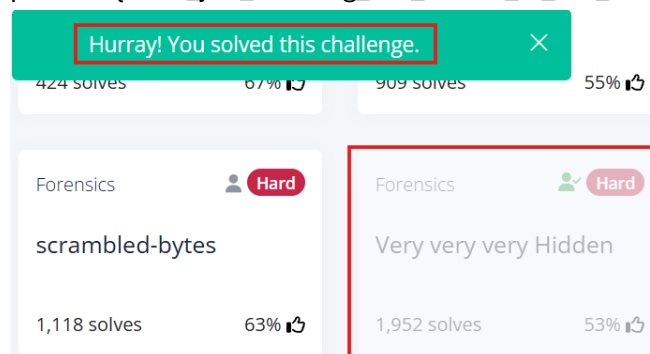 Hurray! You solved this challenge.
424 solves 67% 909 solves 55%
Forensics Hard Forensics Hard
scrambled-bytes Very very very Hidden
1,118 solves 63% 1,952 solves 53%